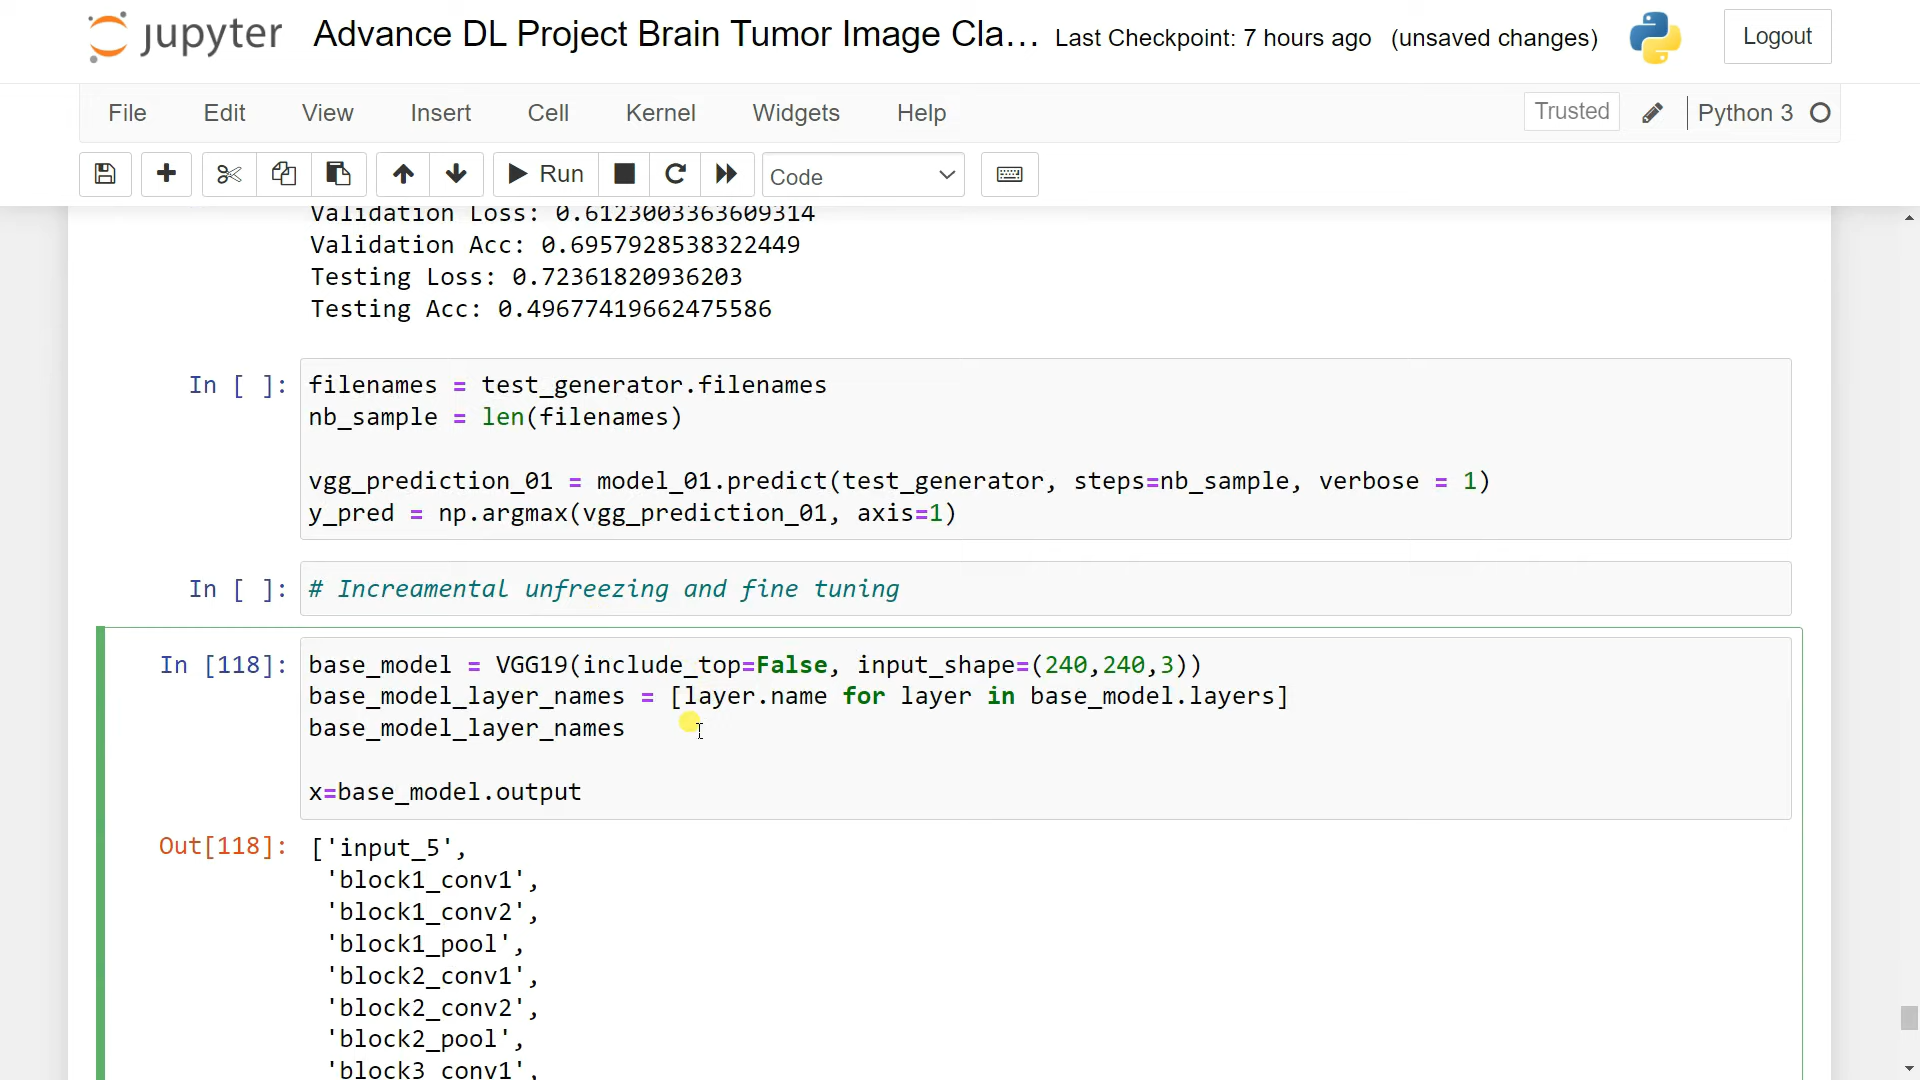 jupyter Advance DL Project Brain Tumor Image Cla... Last Checkpoint: 7 hours ago (unsaved changes) Logout
File Edit View Insert Cell Kernel Widgets Help Trusted Python 3
Run Code
Validation Loss: 0.6123003363609314
Validation Acc: 0.6957928538322449
Testing Loss: 0.72361820936203
Testing Acc: 0.49677419662475586
In [ ]: filenames = test_generator.filenames
nb_sample = len(filenames)
vgg_prediction_01 = model_01.predict(test_generator, steps=nb_sample, verbose = 1)
y_pred = np.argmax(vgg_prediction_01, axis=1)
In [ ]: # Increamental unfreezing and fine tuning
In [118]: base_model = VGG19(include_top=False, input_shape=(240,240,3))
base_model_layer_names = [layer.name for layer in base_model.layers]
base_model_layer_names
x=base_model.output
Out[118]: ['input_5',
'block1_conv1',
'block1_conv2',
'block1_pool',
'block2_conv1',
'block2_conv2',
'block2_pool',
'block3_conv1',